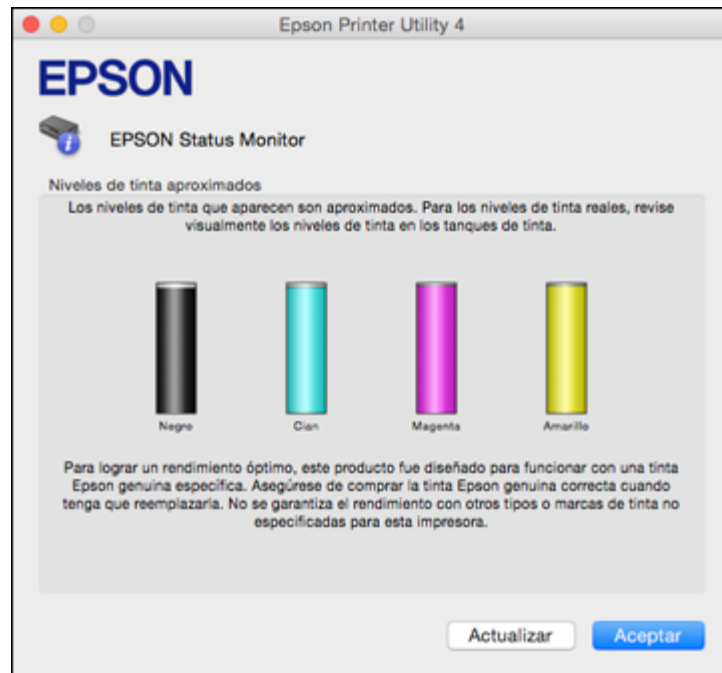 Epson Printer Utility 4
EPSON
EPSON Status Monitor
Niveles de tinta aproximados
Los niveles de tinta que aparecen son aproximados. Para los niveles de tinta reales, revise
visualmente los niveles de tinta en los tanques de tinta.
Negro Cian Magenta Amarillo
Para lograr un rendimiento óptimo, este producto fue diseñado para funcionar con una tinta
Epson genuina específica. Asegúrese de comprar la tinta Epson genuina correcta cuando
tenga que reemplazarla. No se garantiza el rendimiento con otros tipos o marcas de tinta no
especificadas para esta impresora.
Actualizar Aceptar